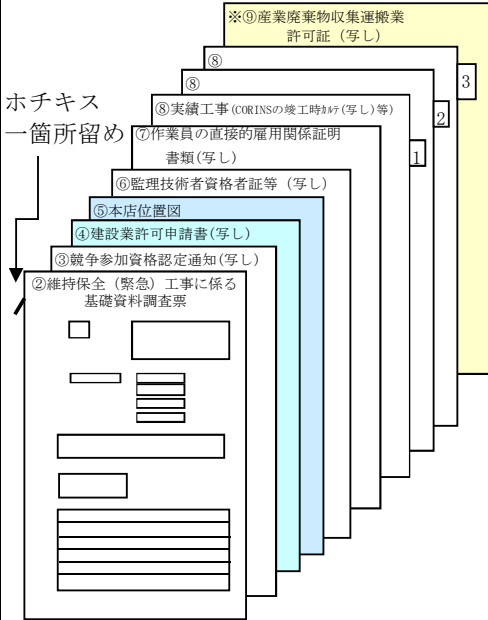 ※⑨産業廃棄物収集運搬業
許可証（写し）
⑧
3
⑧
2
⑧実績工事(CORINSの竣工時ｶﾙﾃ(写し)等)
1
ホチキス
一箇所留め
⑦作業員の直接的雇用関係証明
書類(写し)
⑥監理技術者資格者証等（写し）
⑤本店位置図
④建設業許可申請書(写し)
③競争参加資格認定通知(写し)
②維持保全（緊急）工事に係る
基礎資料調査票